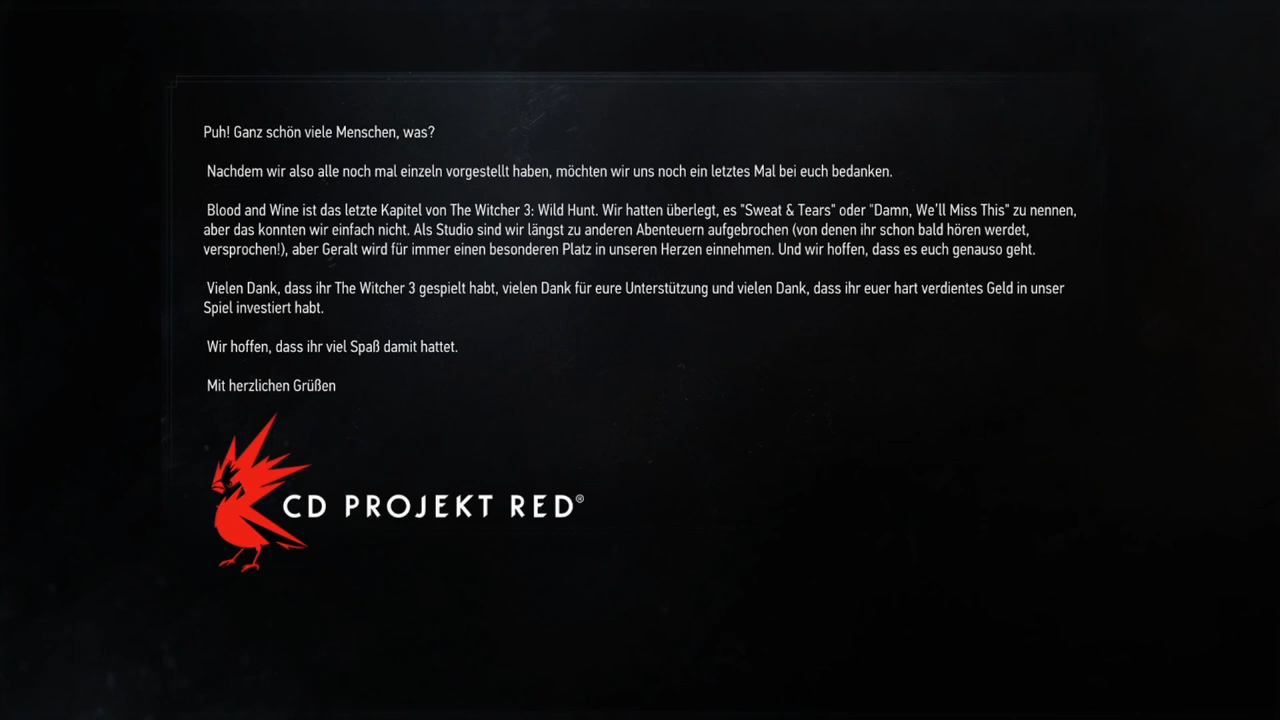 Puh! Ganz schön viele Menschen, was?
Nachdem wir also alle noch mal einzeln vorgestellt haben, möchten wir uns noch ein letztes Mal bei euch bedanken.
Blood and Wine ist das letzte Kapitel von The Witcher 3: Wild Hunt. Wir hatten überlegt, es "Sweat & Tears" oder "Damn, We'll Miss This" zu nennen,
aber das konnten wir einfach nicht. Als Studio sind wir längst zu anderen Abenteuern aufgebrochen (von denen ihr schon bald hören werdet,
versprochen!), aber Geralt wird für immer einen besonderen Platz in unseren Herzen einnehmen. Und wir hoffen, dass es euch genauso geht.
Vielen Dank, dass ihr The Witcher 3 gespielt habt, vielen Dank für eure Unterstützung und vielen Dank, dass ihr euer hart verdientes Geld in unser
Spiel investiert habt.
Wir hoffen, dass ihr viel Spaß damit hattet.
Mit herzlichen Grüßen
CD PROJEKT RED®